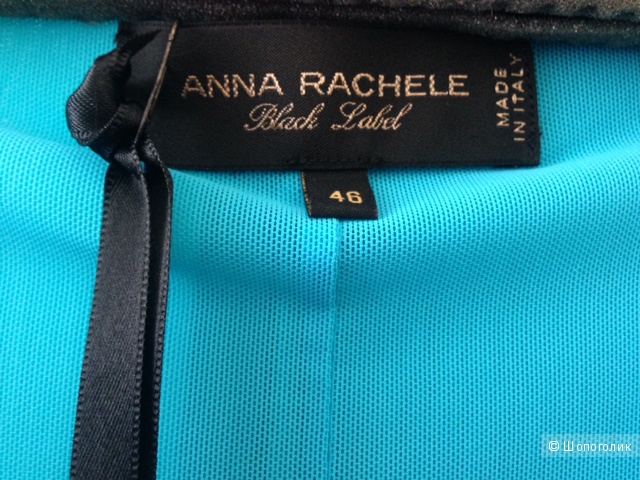 ANNA RACHELE
Black Label
MADE
IN ITALY
46
© Шопоголик